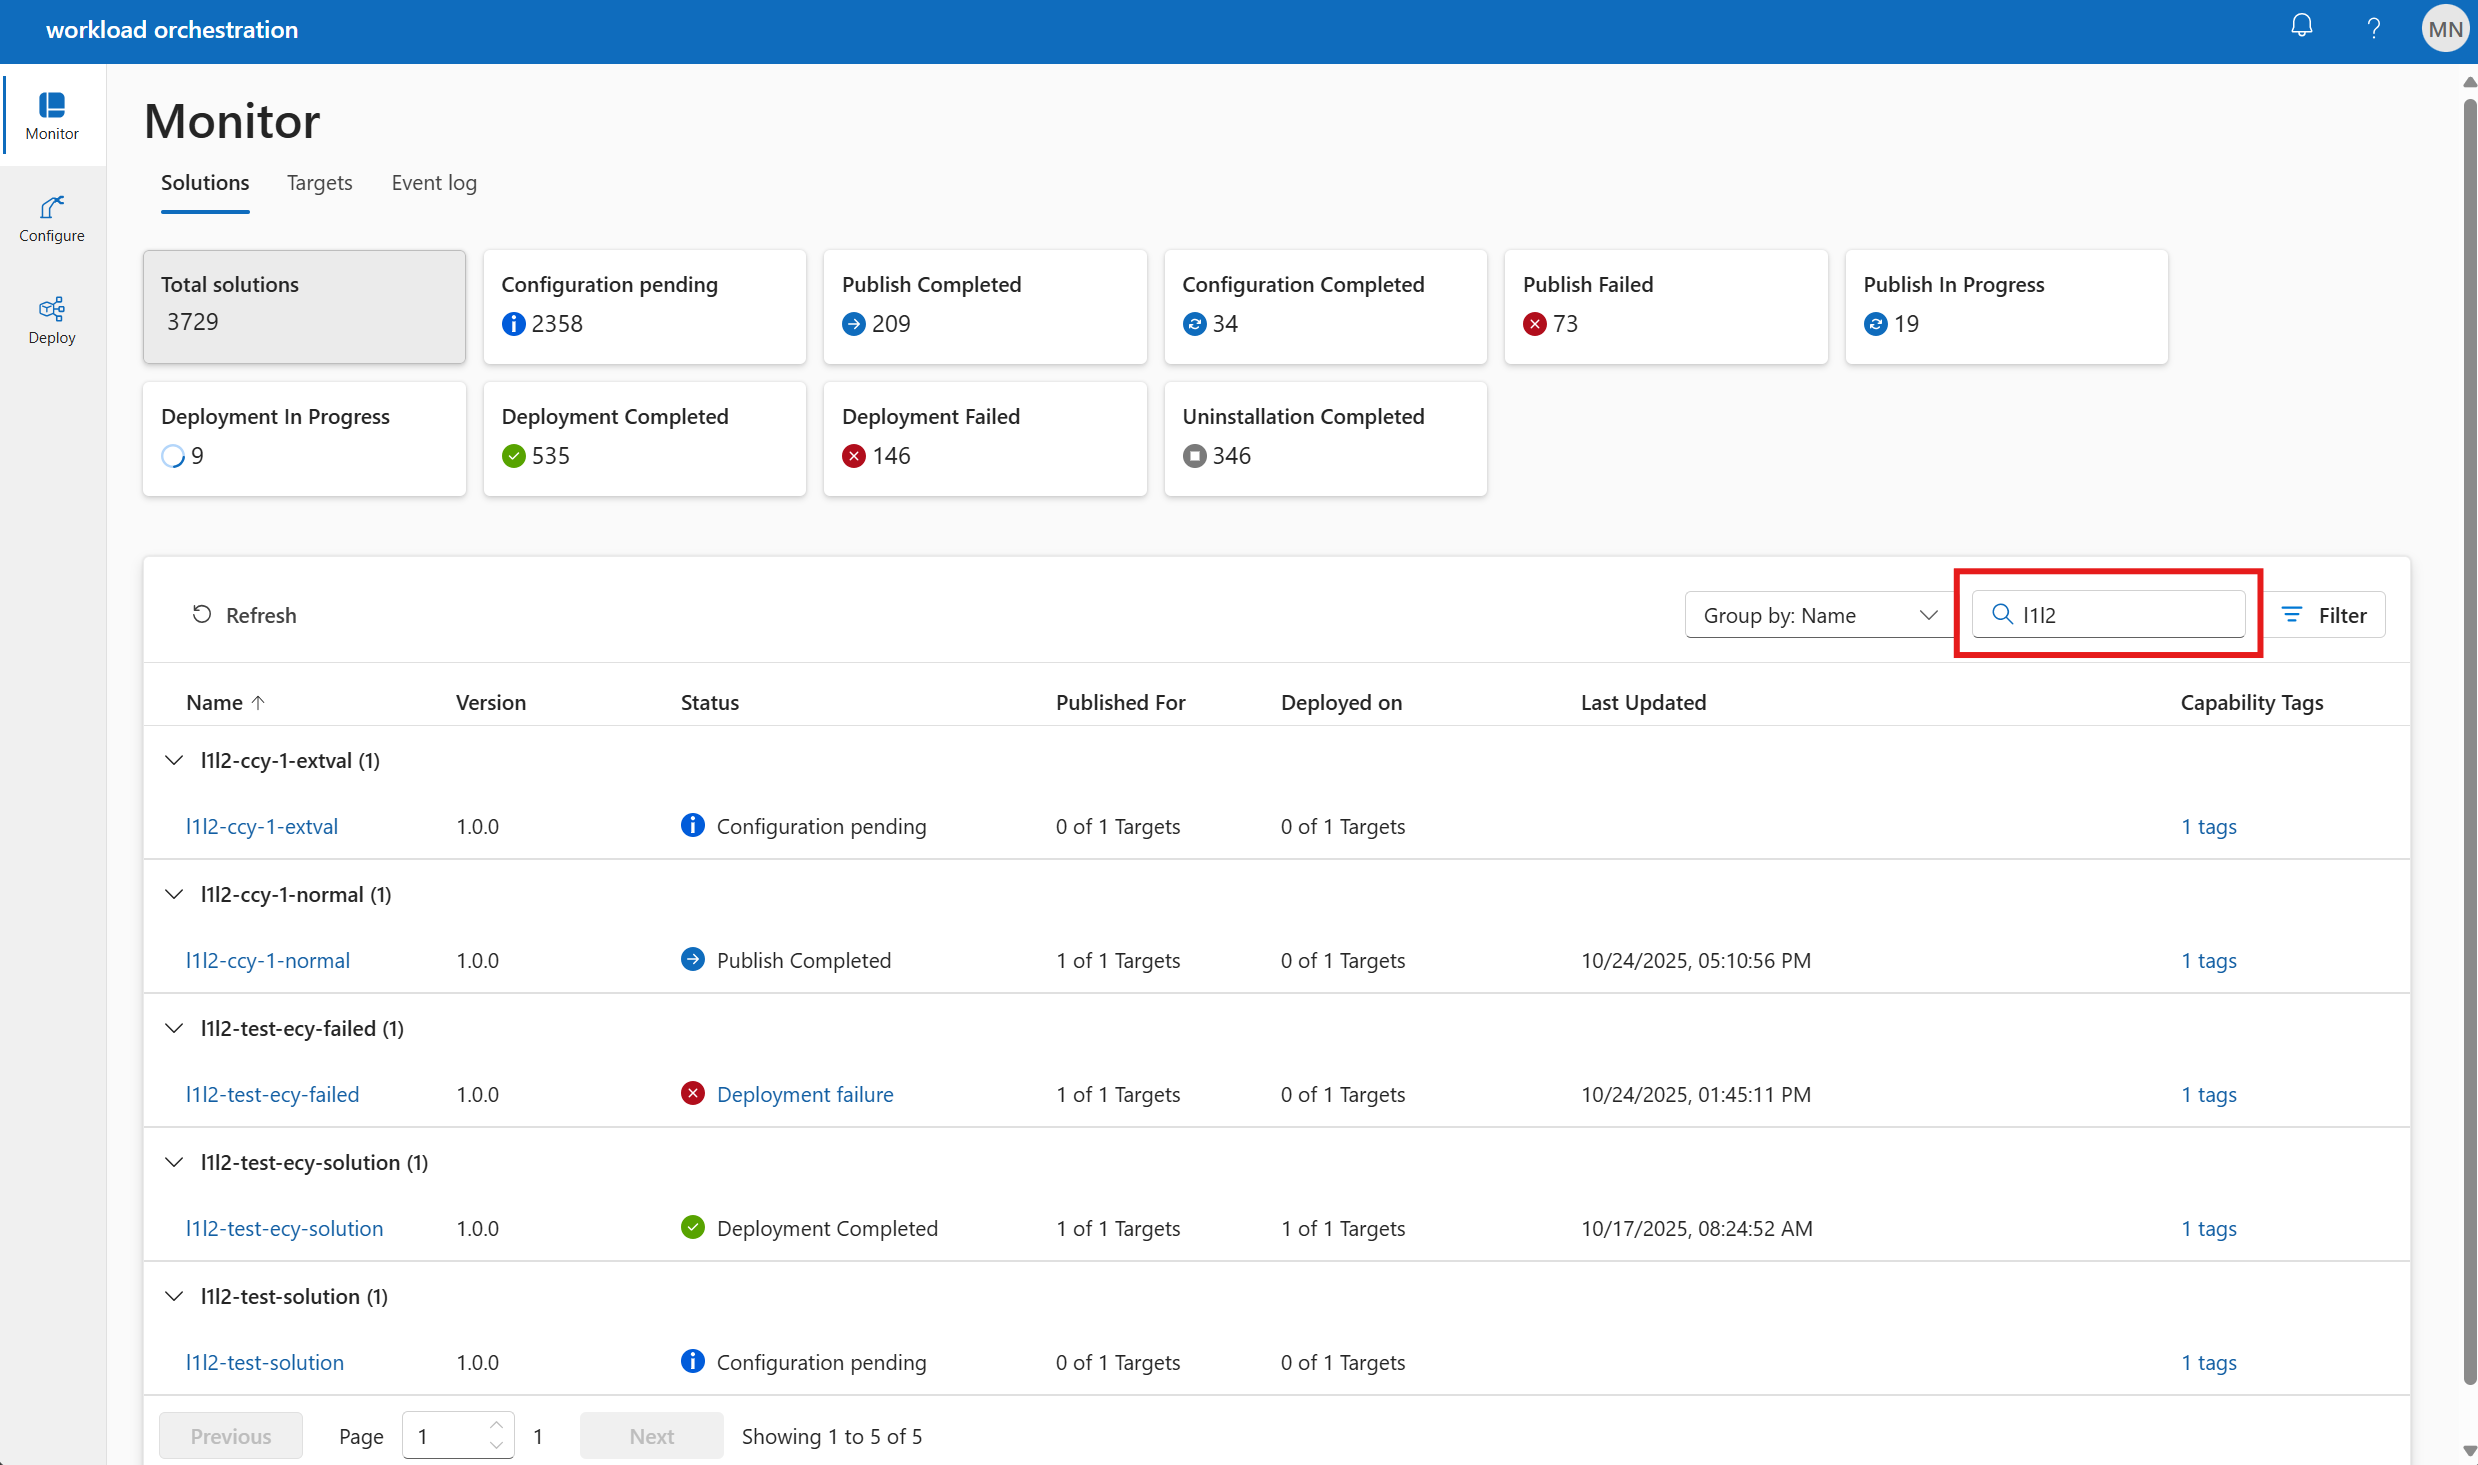 workload orchestration
MN
Monitor
Configure
Deploy
Monitor
Solutions Targets Event log
Total solutions
3729
Configuration pending
2358
Publish Completed
209
Configuration Completed
34
Publish Failed
73
Publish In Progress
19
Deployment In Progress
9
Deployment Completed
535
Deployment Failed
146
Uninstallation Completed
346
Refresh Group by: Name l1l2 Filter
Name Version Status Published For Deployed on Last Updated Capability Tags
l1l2-ccy-1-extval (1)
l1l2-ccy-1-extval 1.0.0 Configuration pending 0 of 1 Targets 0 of 1 Targets 1 tags
l1l2-ccy-1-normal (1)
l1l2-ccy-1-normal 1.0.0 Publish Completed 1 of 1 Targets 0 of 1 Targets 10/24/2025, 05:10:56 PM 1 tags
l1l2-test-ecy-failed (1)
l1l2-test-ecy-failed 1.0.0 Deployment failure 1 of 1 Targets 0 of 1 Targets 10/24/2025, 01:45:11 PM 1 tags
l1l2-test-ecy-solution (1)
l1l2-test-ecy-solution 1.0.0 Deployment Completed 1 of 1 Targets 1 of 1 Targets 10/17/2025, 08:24:52 AM 1 tags
l1l2-test-solution (1)
l1l2-test-solution 1.0.0 Configuration pending 0 of 1 Targets 0 of 1 Targets 1 tags
Previous Page 1 1 Next Showing 1 to 5 of 5